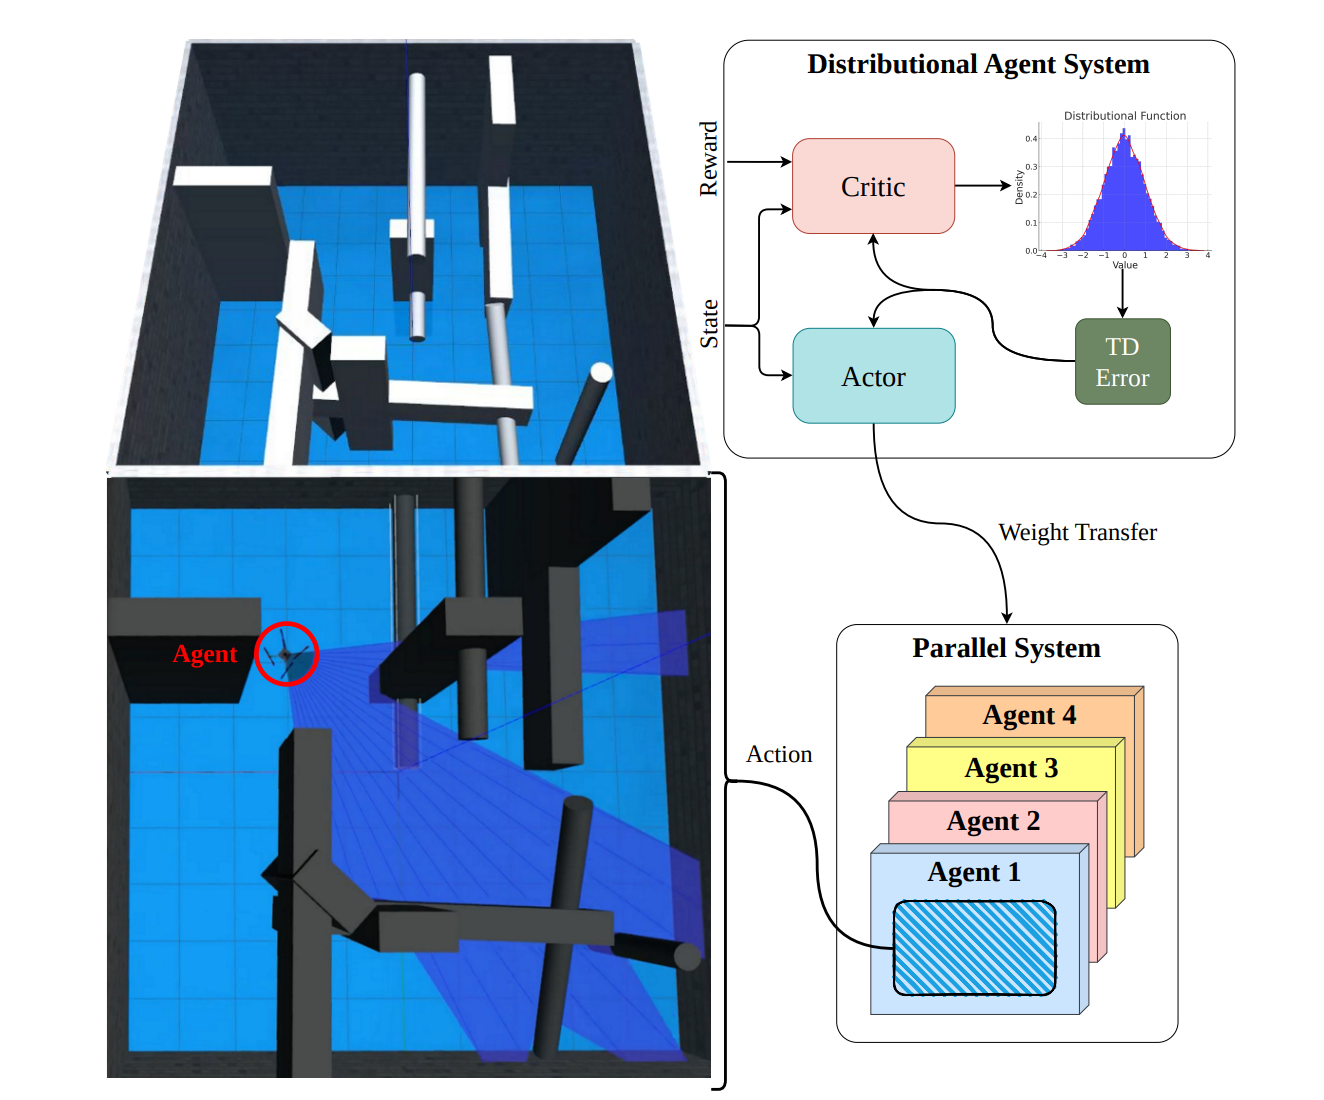 Distributional Agent System
Reward
State
Critic
Actor
Distributional Function
Density
0.4
0.3
0.2
0.1
0.0
−4 −3 −2 −1 0 1 2 3 4
Value
TD
Error
Weight Transfer
Agent
Action
Parallel System
Agent 4
Agent 3
Agent 2
Agent 1